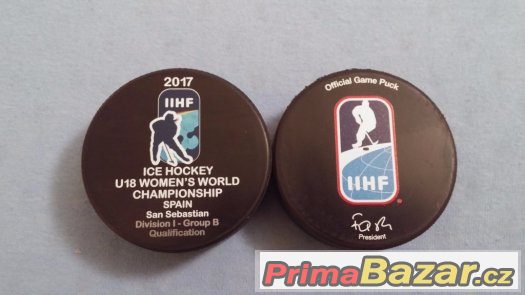 2017
IIHF
ICE HOCKEY
U18 WOMEN'S WORLD
CHAMPIONSHIP
SPAIN
San Sebastian
Division I - Group B
Qualification
Official Game Puck
IIHF
®
President
PrimaBazar.cz